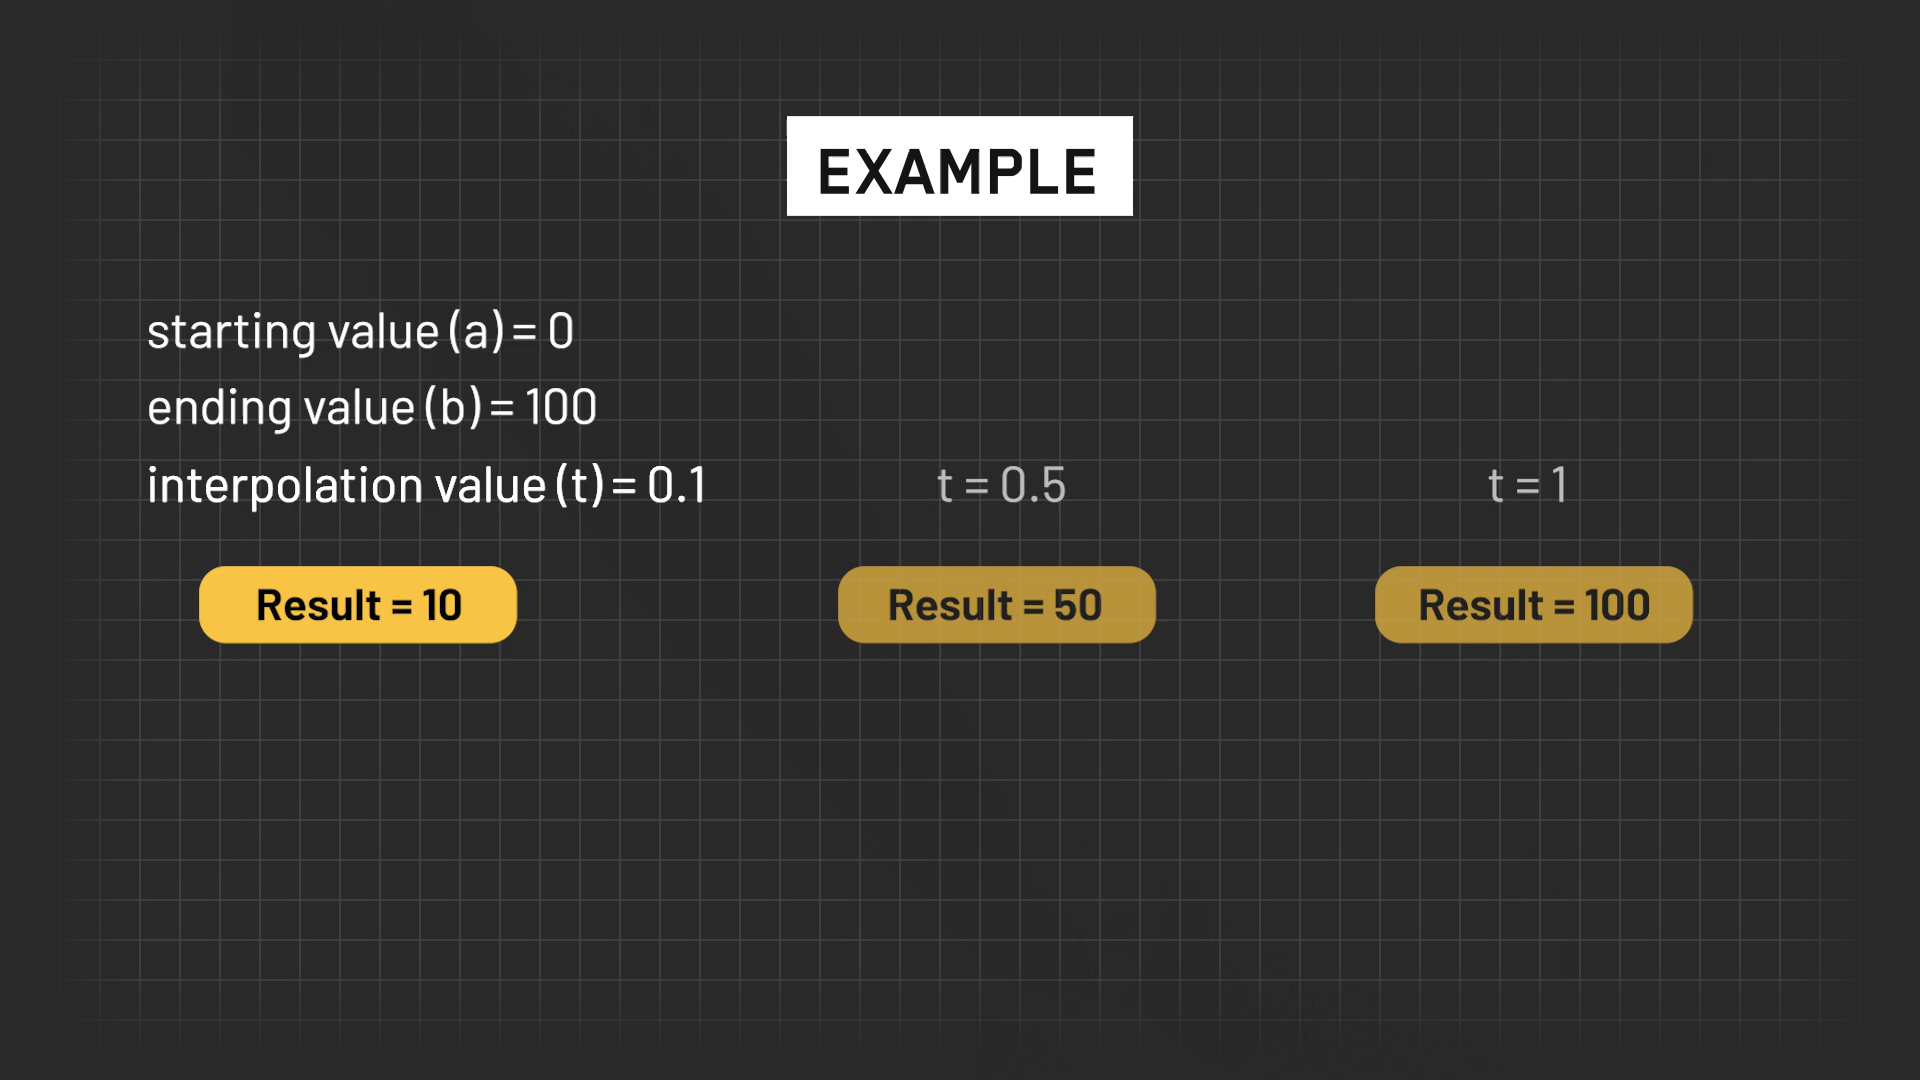 EXAMPLE
starting value (a) = 0
ending value (b) = 100
interpolation value (t) = 0.1
t = 0.5
t = 1
Result = 10
Result = 50
Result = 100